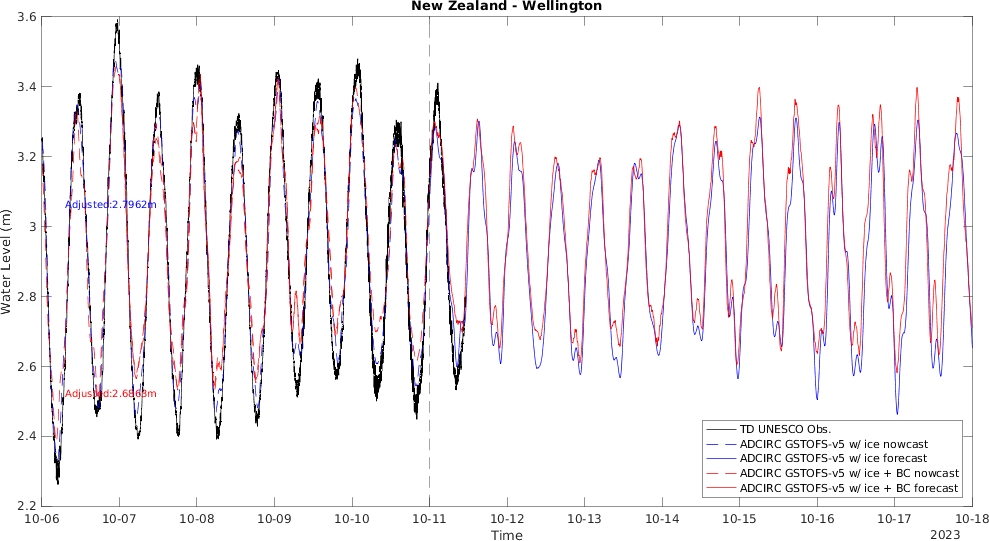 New Zealand - Wellington
3.6
3.4
3.2
3
2.8
2.6
2.4
2.2
Water Level (m)
Adjusted:2.7962m
Adjusted:2.6863m
TD UNESCO Obs.
ADCIRC GSTOFS-v5 w/ ice nowcast
ADCIRC GSTOFS-v5 w/ ice forecast
ADCIRC GSTOFS-v5 w/ ice + BC nowcast
ADCIRC GSTOFS-v5 w/ ice + BC forecast
10-06 10-07 10-08 10-09 10-10 10-11 10-12 10-13 10-14 10-15 10-16 10-17 10-18
Time
2023